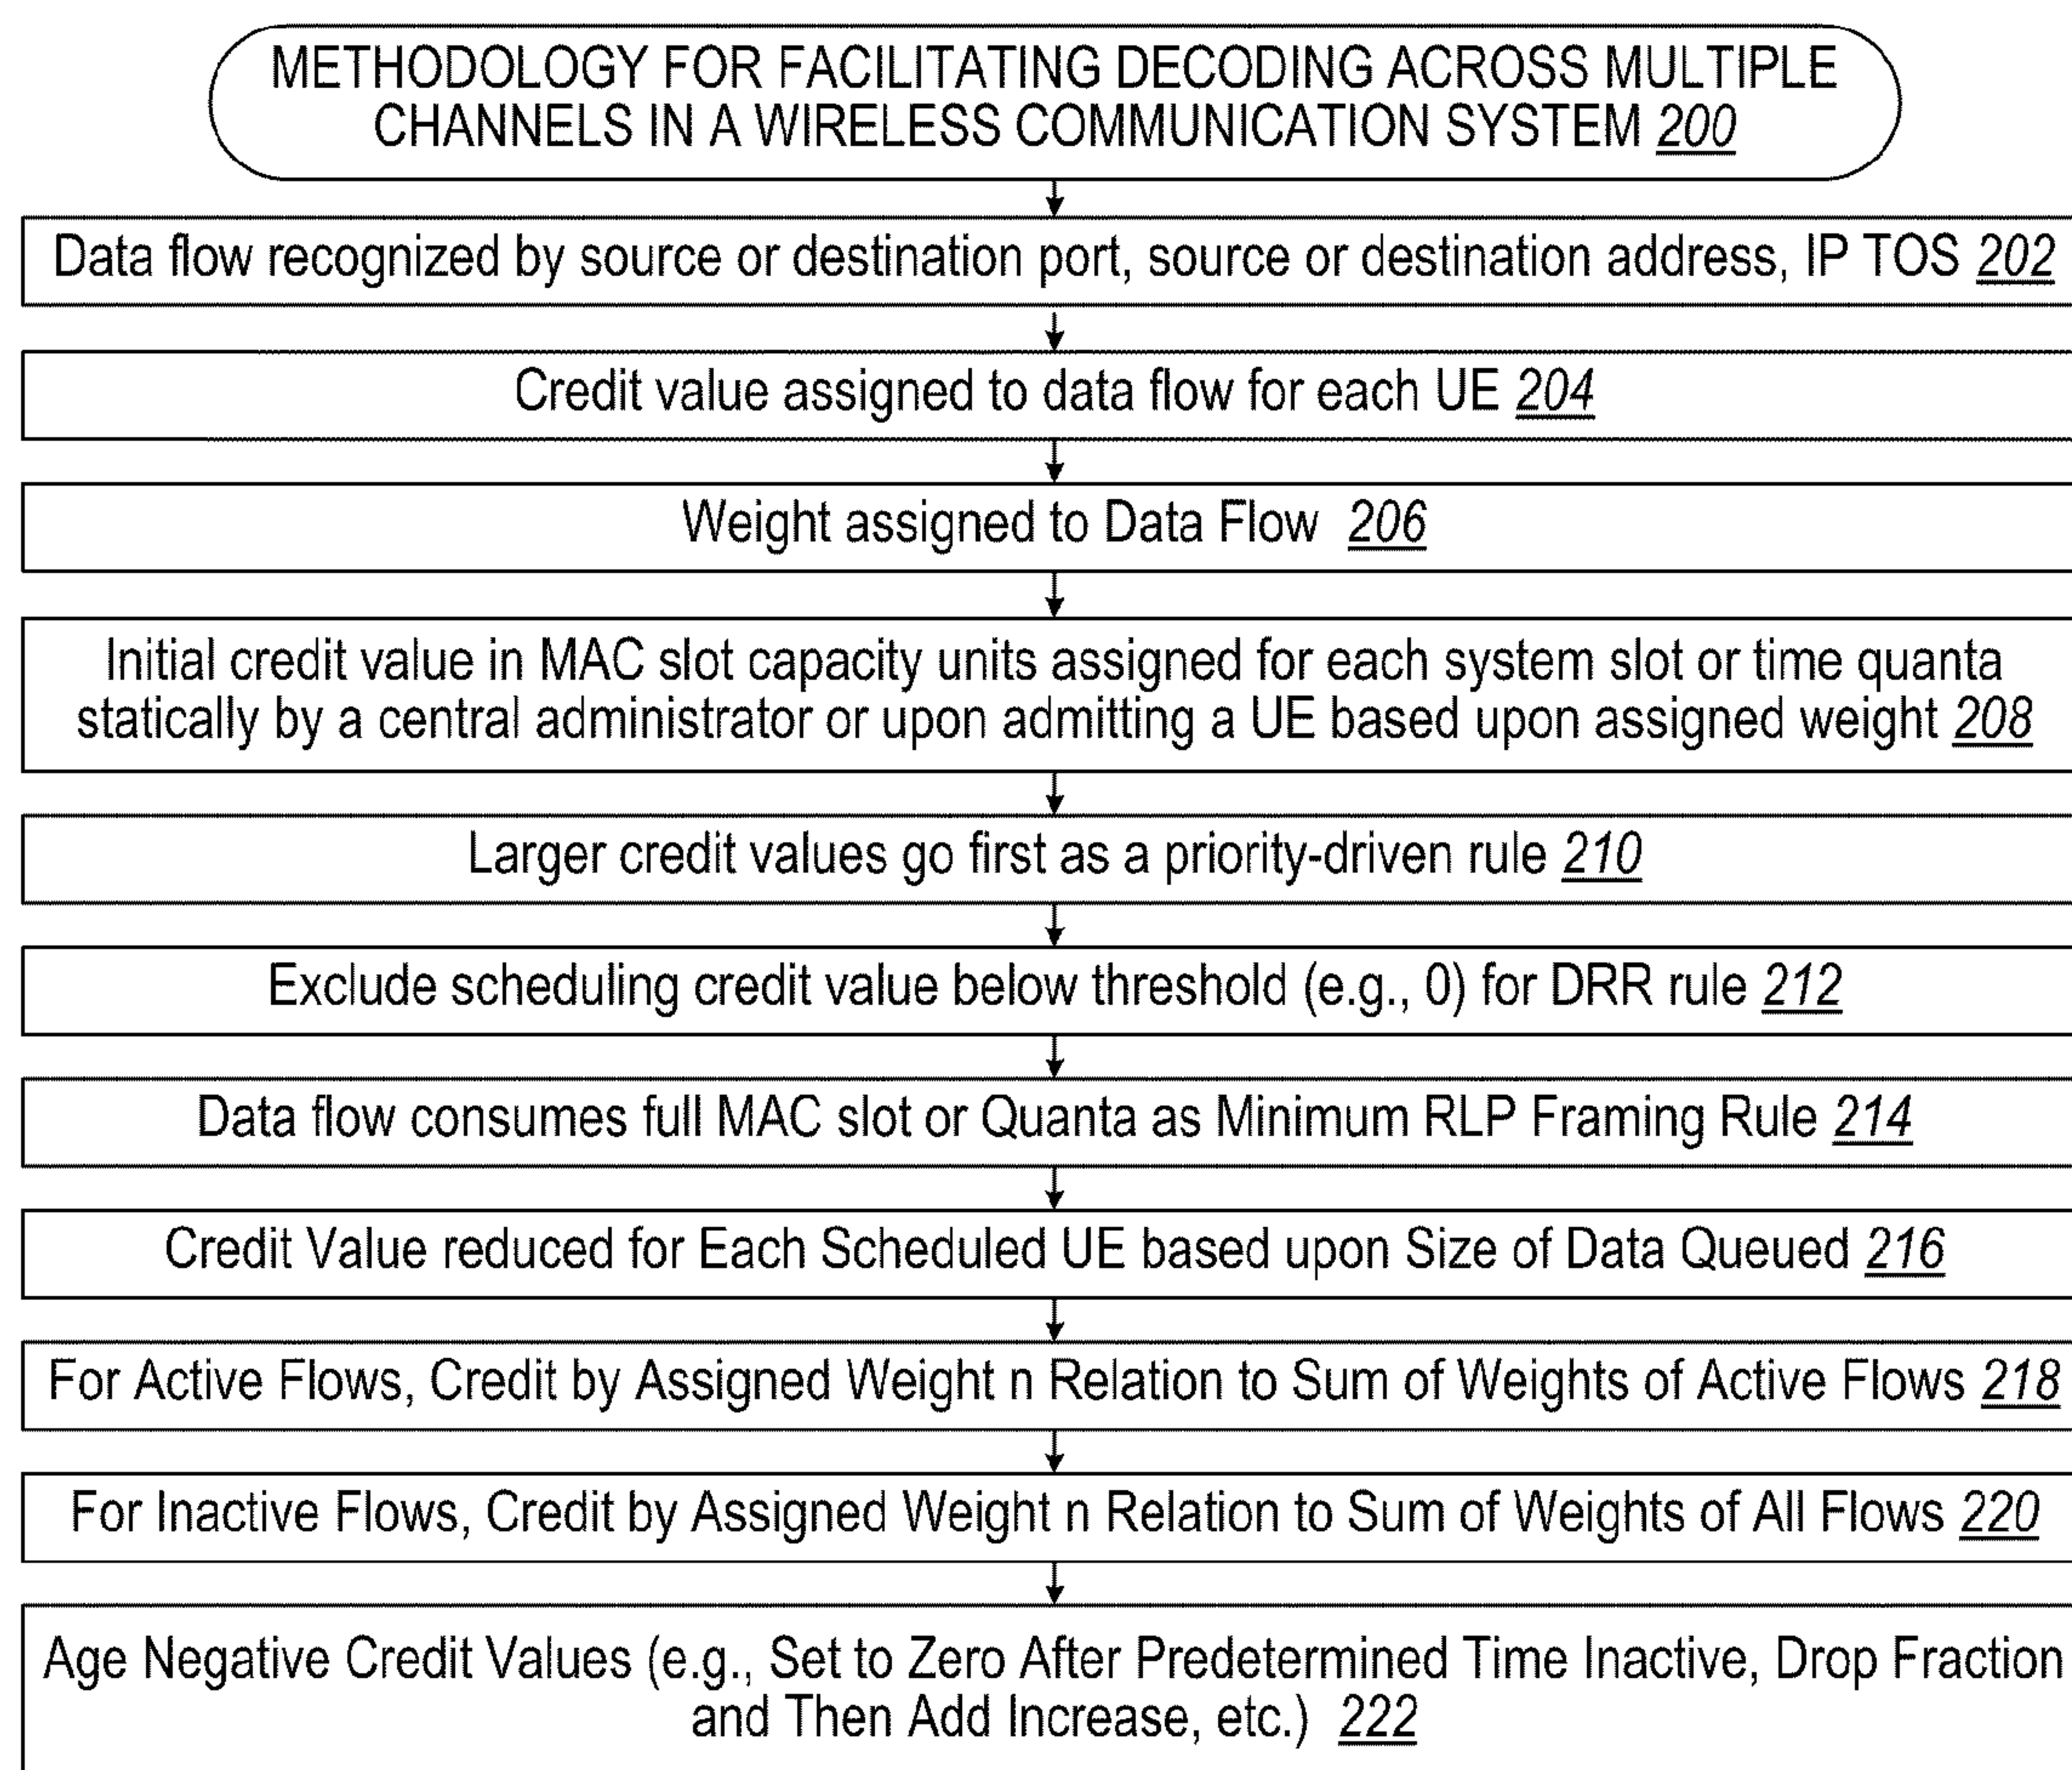 METHODOLOGY FOR FACILITATING DECODING ACROSS MULTIPLE
CHANNELS IN A WIRELESS COMMUNICATION SYSTEM 200
Data flow recognized by source or destination port, source or destination address, IP TOS 202
Credit value assigned to data flow for each UE 204
Weight assigned to Data Flow 206
Initial credit value in MAC slot capacity units assigned for each system slot or time quanta
statically by a central administrator or upon admitting a UE based upon assigned weight 208
Larger credit values go first as a priority-driven rule 210
Exclude scheduling credit value below threshold (e.g., 0) for DRR rule 212
Data flow consumes full MAC slot or Quanta as Minimum RLP Framing Rule 214
Credit Value reduced for Each Scheduled UE based upon Size of Data Queued 216
For Active Flows, Credit by Assigned Weight n Relation to Sum of Weights of Active Flows 218
For Inactive Flows, Credit by Assigned Weight n Relation to Sum of Weights of All Flows 220
Age Negative Credit Values (e.g., Set to Zero After Predetermined Time Inactive, Drop Fraction
and Then Add Increase, etc.) 222